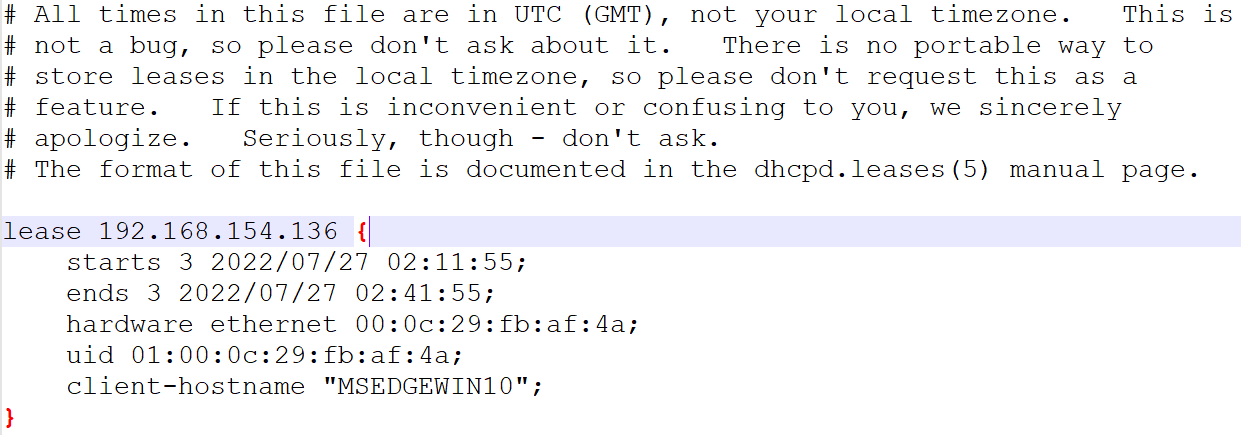 # All times in this file are in UTC (GMT), not your local timezone.   This is
# not a bug, so please don't ask about it.   There is no portable way to
# store leases in the local timezone, so please don't request this as a
# feature.   If this is inconvenient or confusing to you, we sincerely
# apologize.   Seriously, though - don't ask.
# The format of this file is documented in the dhcpd.leases(5) manual page.

lease 192.168.154.136 {
    starts 3 2022/07/27 02:11:55;
    ends 3 2022/07/27 02:41:55;
    hardware ethernet 00:0c:29:fb:af:4a;
    uid 01:00:0c:29:fb:af:4a;
    client-hostname "MSEDGEWIN10";
}